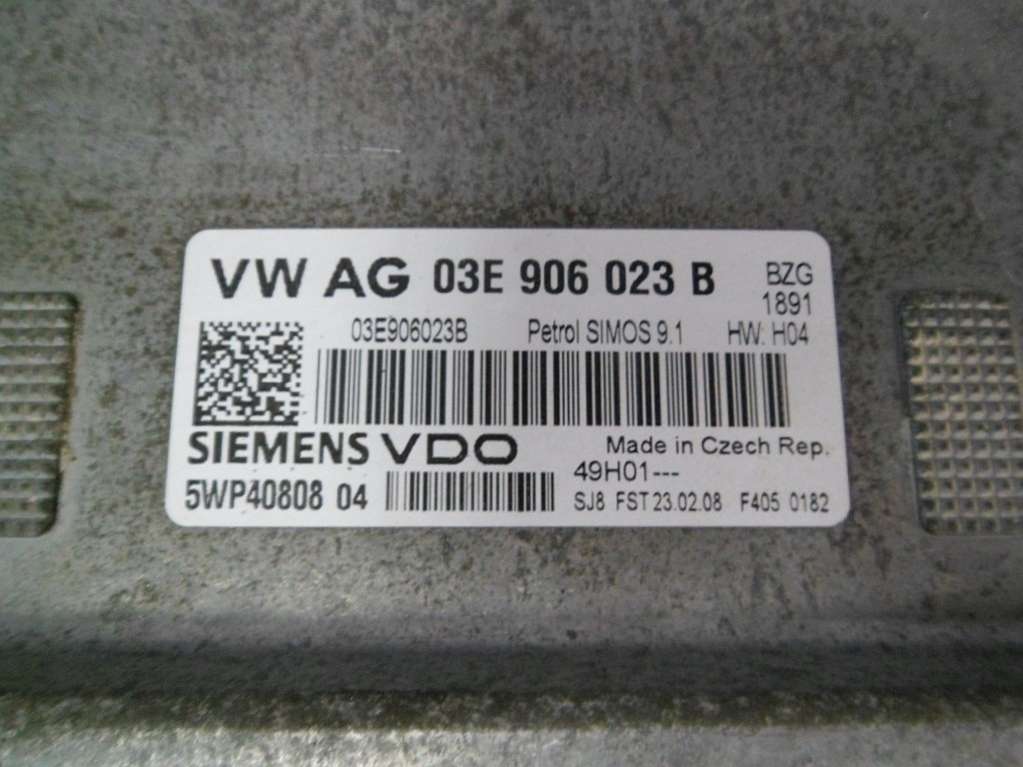 VW AG 03E 906 023 B BZG
1891
03E906023B Petrol SIMOS 9.1 HW: H04
SIEMENS VDO Made in Czech Rep.
49H01---
5WP40808 04 SJ8 FST 23.02.08 F405 0182